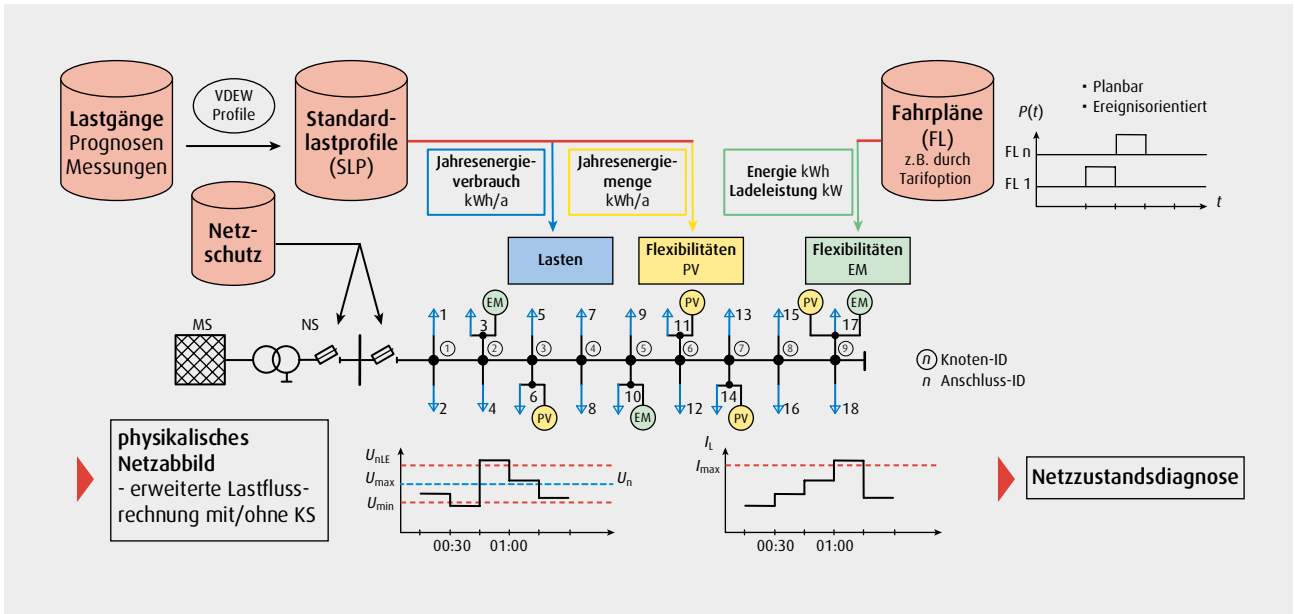 Lastgänge
Prognosen
Messungen
VDEW
Profile
Standard-
lastprofile
(SLP)
Jahresenergie-
verbrauch
kWh/a
Jahresenergie-
menge
kWh/a
Energie kWh
Ladeleistung kW
Fahrpläne
(FL)
z.B. durch
Tarifoption
• Planbar
• Ereignisorientiert
P(t)
FL n
FL 1
t
Netz-
schutz
Lasten
Flexibilitäten
PV
Flexibilitäten
EM
MS
NS
1
3
EM
5
7
9
11
PV
13
15
PV
17
EM
1
2
3
4
5
6
7
8
9
2
4
6
PV
8
10
EM
12
14
PV
16
18
n Knoten-ID
n Anschluss-ID
physikalisches
Netzabbild
- erweiterte Lastfluss-
rechnung mit/ohne KS
UnLE
Umax
Umin
Un
00:30 01:00
IL
Imax
00:30 01:00
Netzzustandsdiagnose